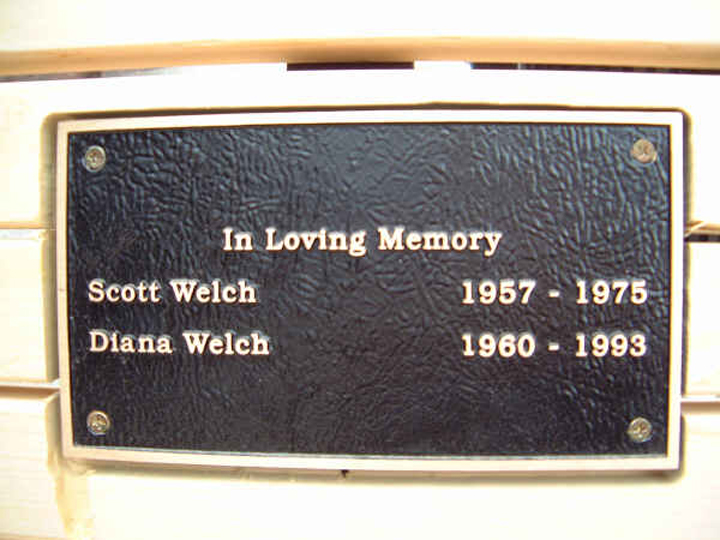 In Loving Memory
Scott Welch 1957 - 1975
Diana Welch 1960 - 1993